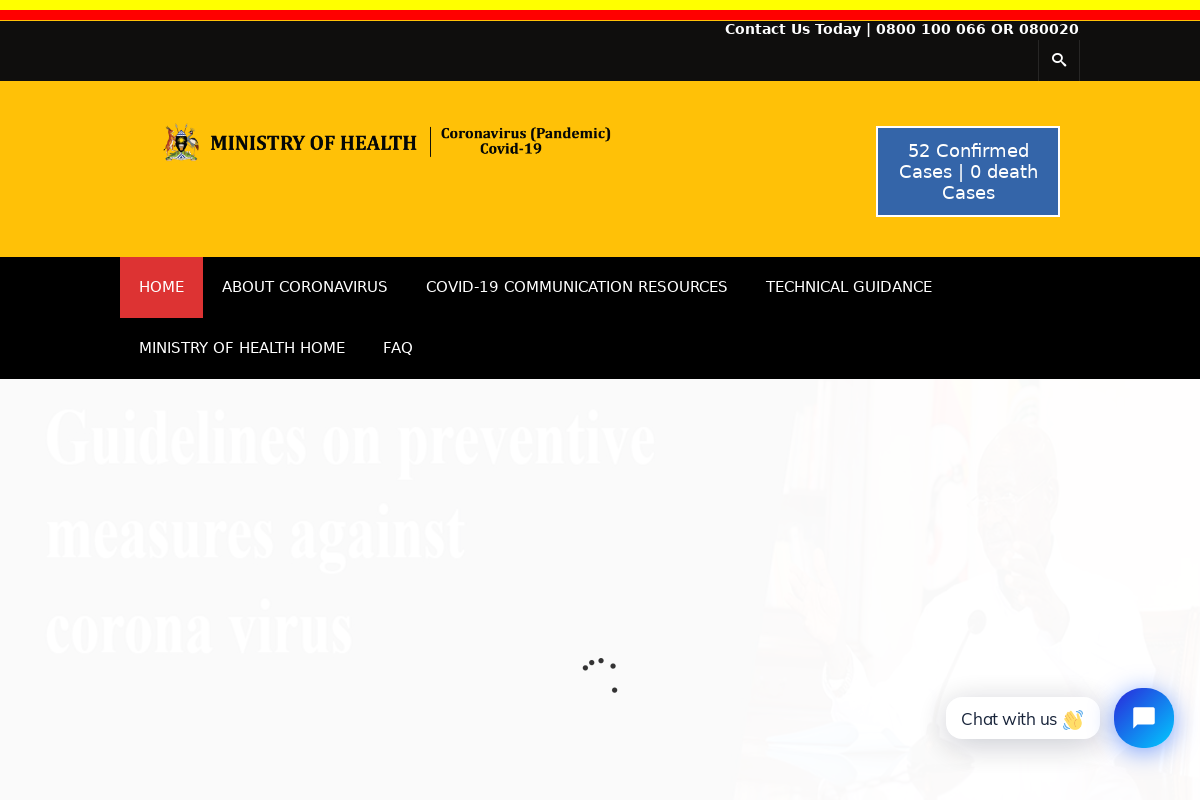 Contact Us Today | 0800 100 066 OR 080020
MINISTRY OF HEALTH
Coronavirus (Pandemic)
Covid-19
52 Confirmed
Cases | 0 death
Cases
HOME
ABOUT CORONAVIRUS
COVID-19 COMMUNICATION RESOURCES
TECHNICAL GUIDANCE
MINISTRY OF HEALTH HOME
FAQ
Guidelines on preventive
measures against
corona virus
Chat with us 👋